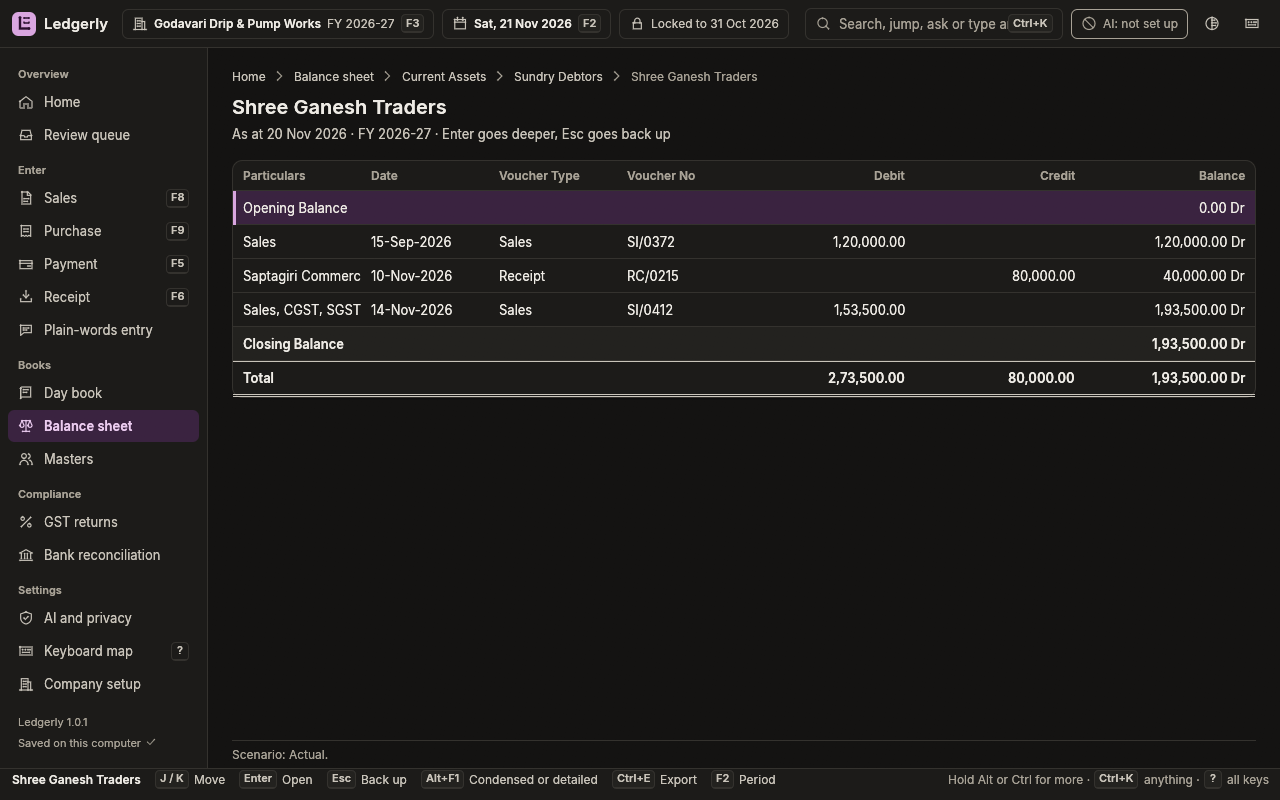 Ledgerly
Godavari Drip & Pump Works FY 2026-27 F3
Sat, 21 Nov 2026 F2
Locked to 31 Oct 2026
Search, jump, ask or type a Ctrl+K
AI: not set up
Overview
Home
Review queue
Enter
Sales F8
Purchase F9
Payment F5
Receipt F6
Plain-words entry
Books
Day book
Balance sheet
Masters
Compliance
GST returns
Bank reconciliation
Settings
AI and privacy
Keyboard map ?
Company setup
Ledgerly 1.0.1
Saved on this computer
Home > Balance sheet > Current Assets > Sundry Debtors > Shree Ganesh Traders
Shree Ganesh Traders
As at 20 Nov 2026 · FY 2026-27 · Enter goes deeper, Esc goes back up
Particulars Date Voucher Type Voucher No Debit Credit Balance
Opening Balance 0.00 Dr
Sales 15-Sep-2026 Sales SI/0372 1,20,000.00 1,20,000.00 Dr
Saptagiri Commerc 10-Nov-2026 Receipt RC/0215 80,000.00 40,000.00 Dr
Sales, CGST, SGST 14-Nov-2026 Sales SI/0412 1,53,500.00 1,93,500.00 Dr
Closing Balance 1,93,500.00 Dr
Total 2,73,500.00 80,000.00 1,93,500.00 Dr
Scenario: Actual.
Shree Ganesh Traders J / K Move Enter Open Esc Back up Alt+F1 Condensed or detailed Ctrl+E Export F2 Period Hold Alt or Ctrl for more · Ctrl+K anything · ? all keys